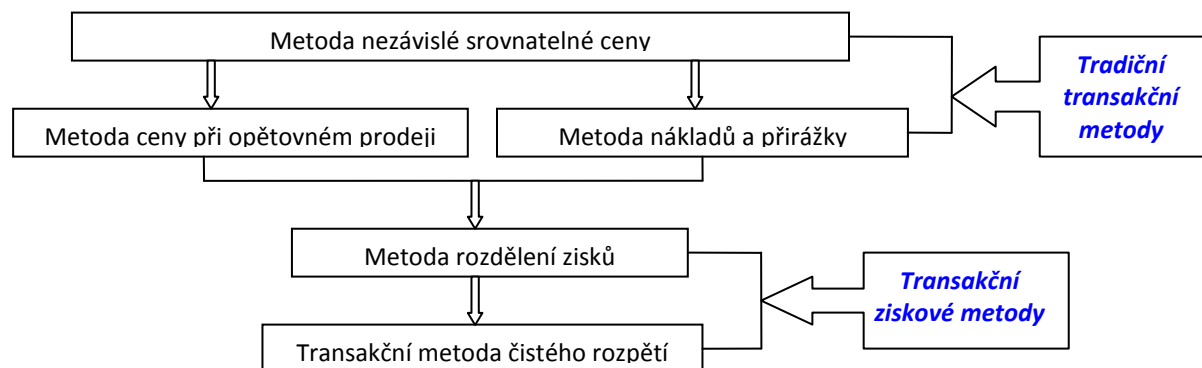 Metoda nezávislé srovnatelné ceny
Tradiční
transakční
metody
Metoda ceny při opětovném prodeji
Metoda nákladů a přirážky
Metoda rozdělení zisků
Transakční
ziskové metody
Transakční metoda čistého rozpětí